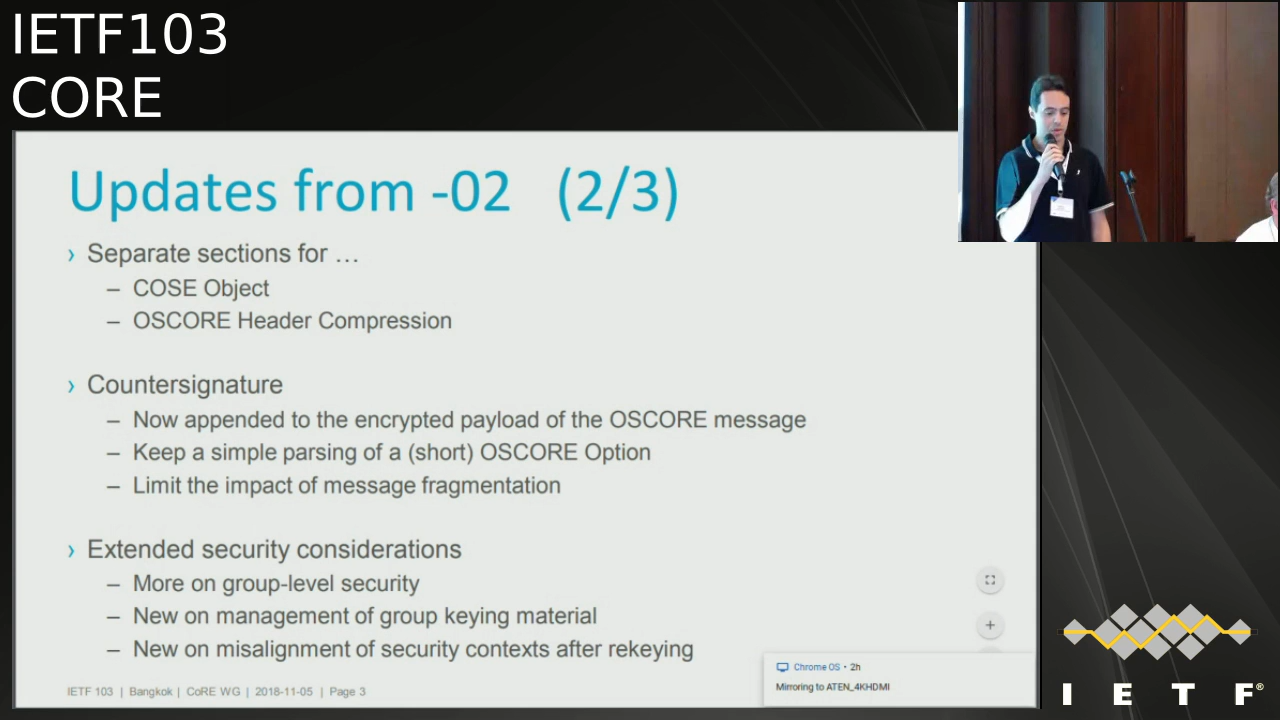 IETF103
CORE
Updates from -02 (2/3)
› Separate sections for …
– COSE Object
– OSCORE Header Compression
› Countersignature
– Now appended to the encrypted payload of the OSCORE message
– Keep a simple parsing of a (short) OSCORE Option
– Limit the impact of message fragmentation
› Extended security considerations
– More on group-level security
– New on management of group keying material
– New on misalignment of security contexts after rekeying
IETF 103 | Bangkok | CoRE WG | 2018-11-05 | Page 3
+
Chrome OS • 2h
Mirroring to ATEN_4KHDMI
I E T F®